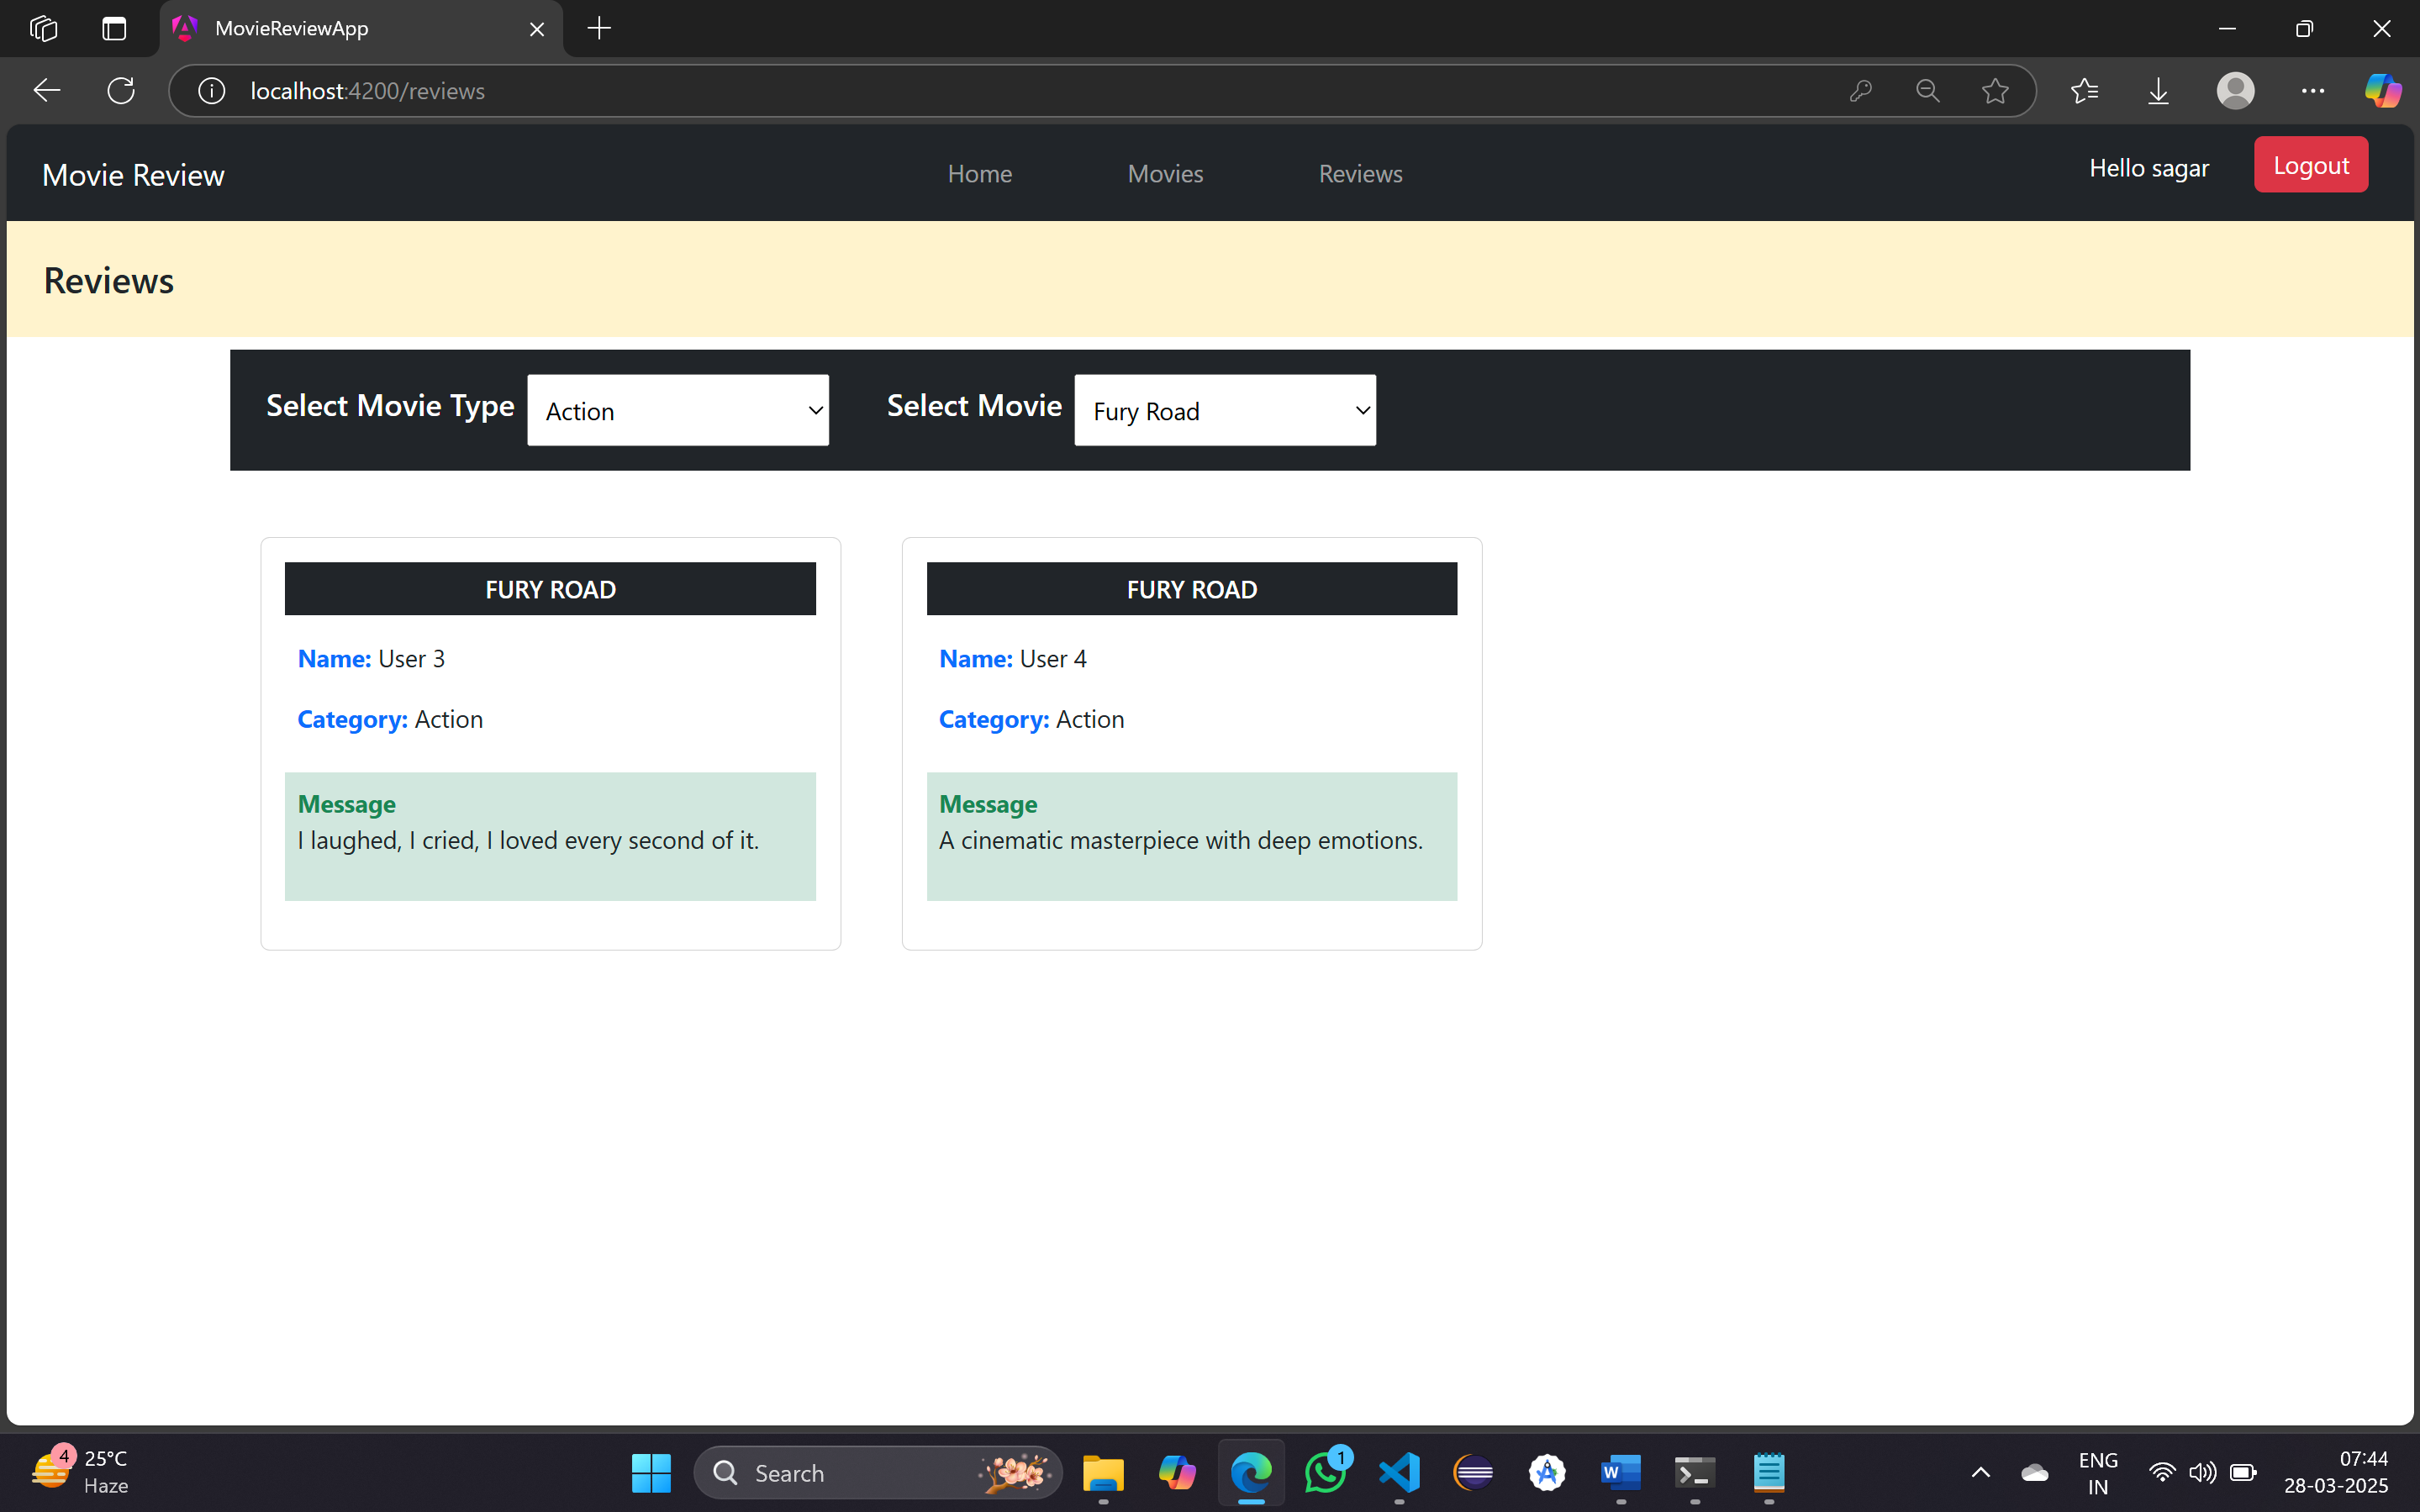 MovieReviewApp
localhost:4200/reviews
Movie Review
Home
Movies
Reviews
Hello sagar
Logout
Reviews
Select Movie Type
Action
Select Movie
Fury Road
FURY ROAD
Name: User 3
Category: Action
Message
I laughed, I cried, I loved every second of it.
FURY ROAD
Name: User 4
Category: Action
Message
A cinematic masterpiece with deep emotions.
4
25°C
Haze
Search
1
W
ENG
IN
07:44
28-03-2025